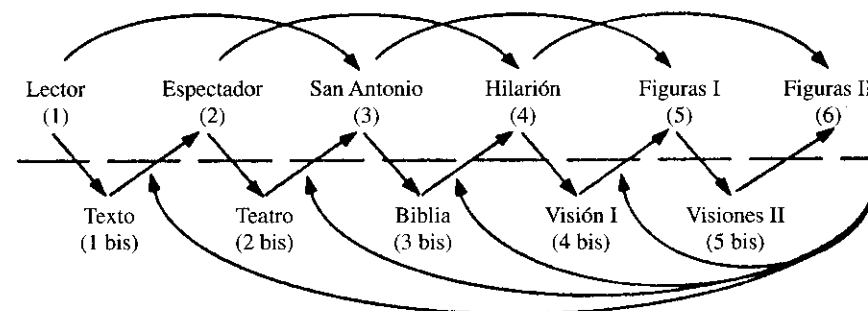 Lector Espectador San Antonio Hilarión Figuras I Figuras II
(1) (2) (3) (4) (5) (6)
Texto Teatro Biblia Visión I Visiones II
(1 bis) (2 bis) (3 bis) (4 bis) (5 bis)